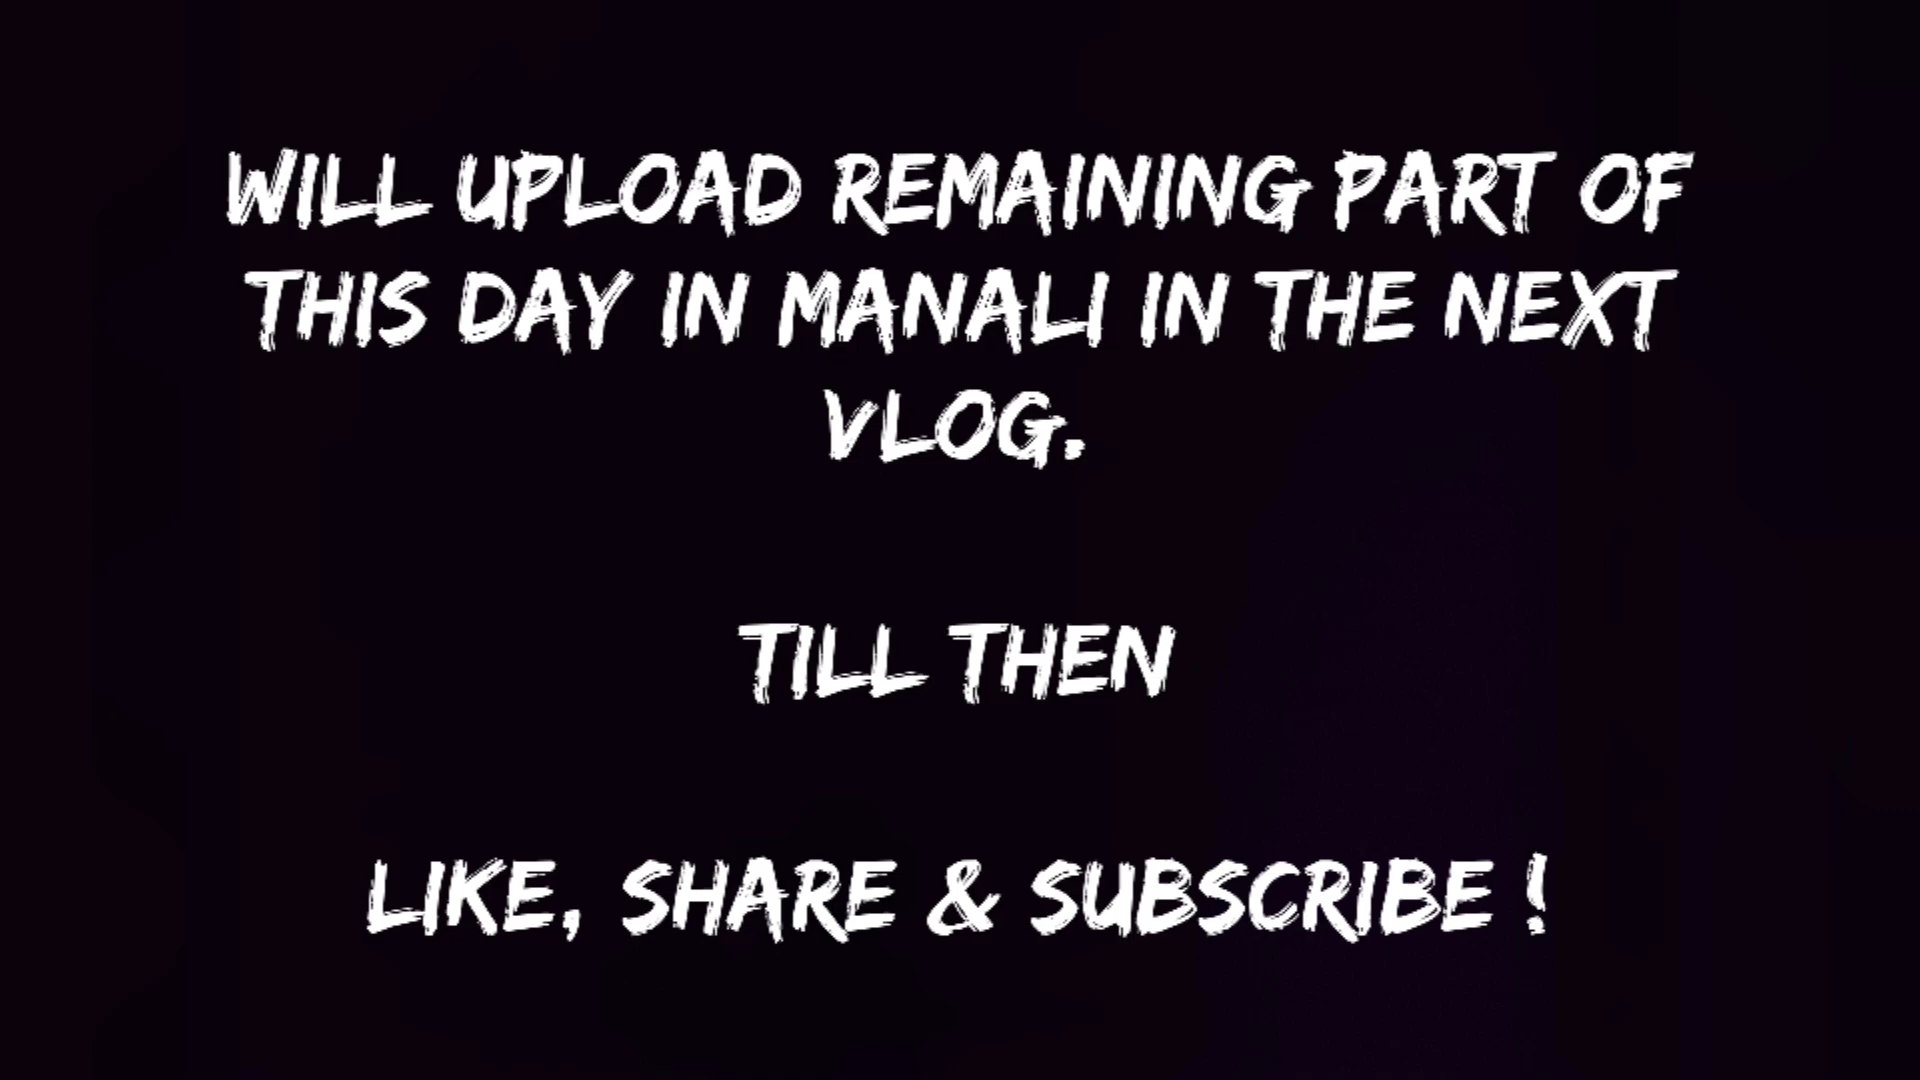 WILL UPLOAD REMAINING PART OF
THIS DAY IN MANALI IN THE NEXT
VLOG.
TILL THEN
LIKE, SHARE & SUBSCRIBE !